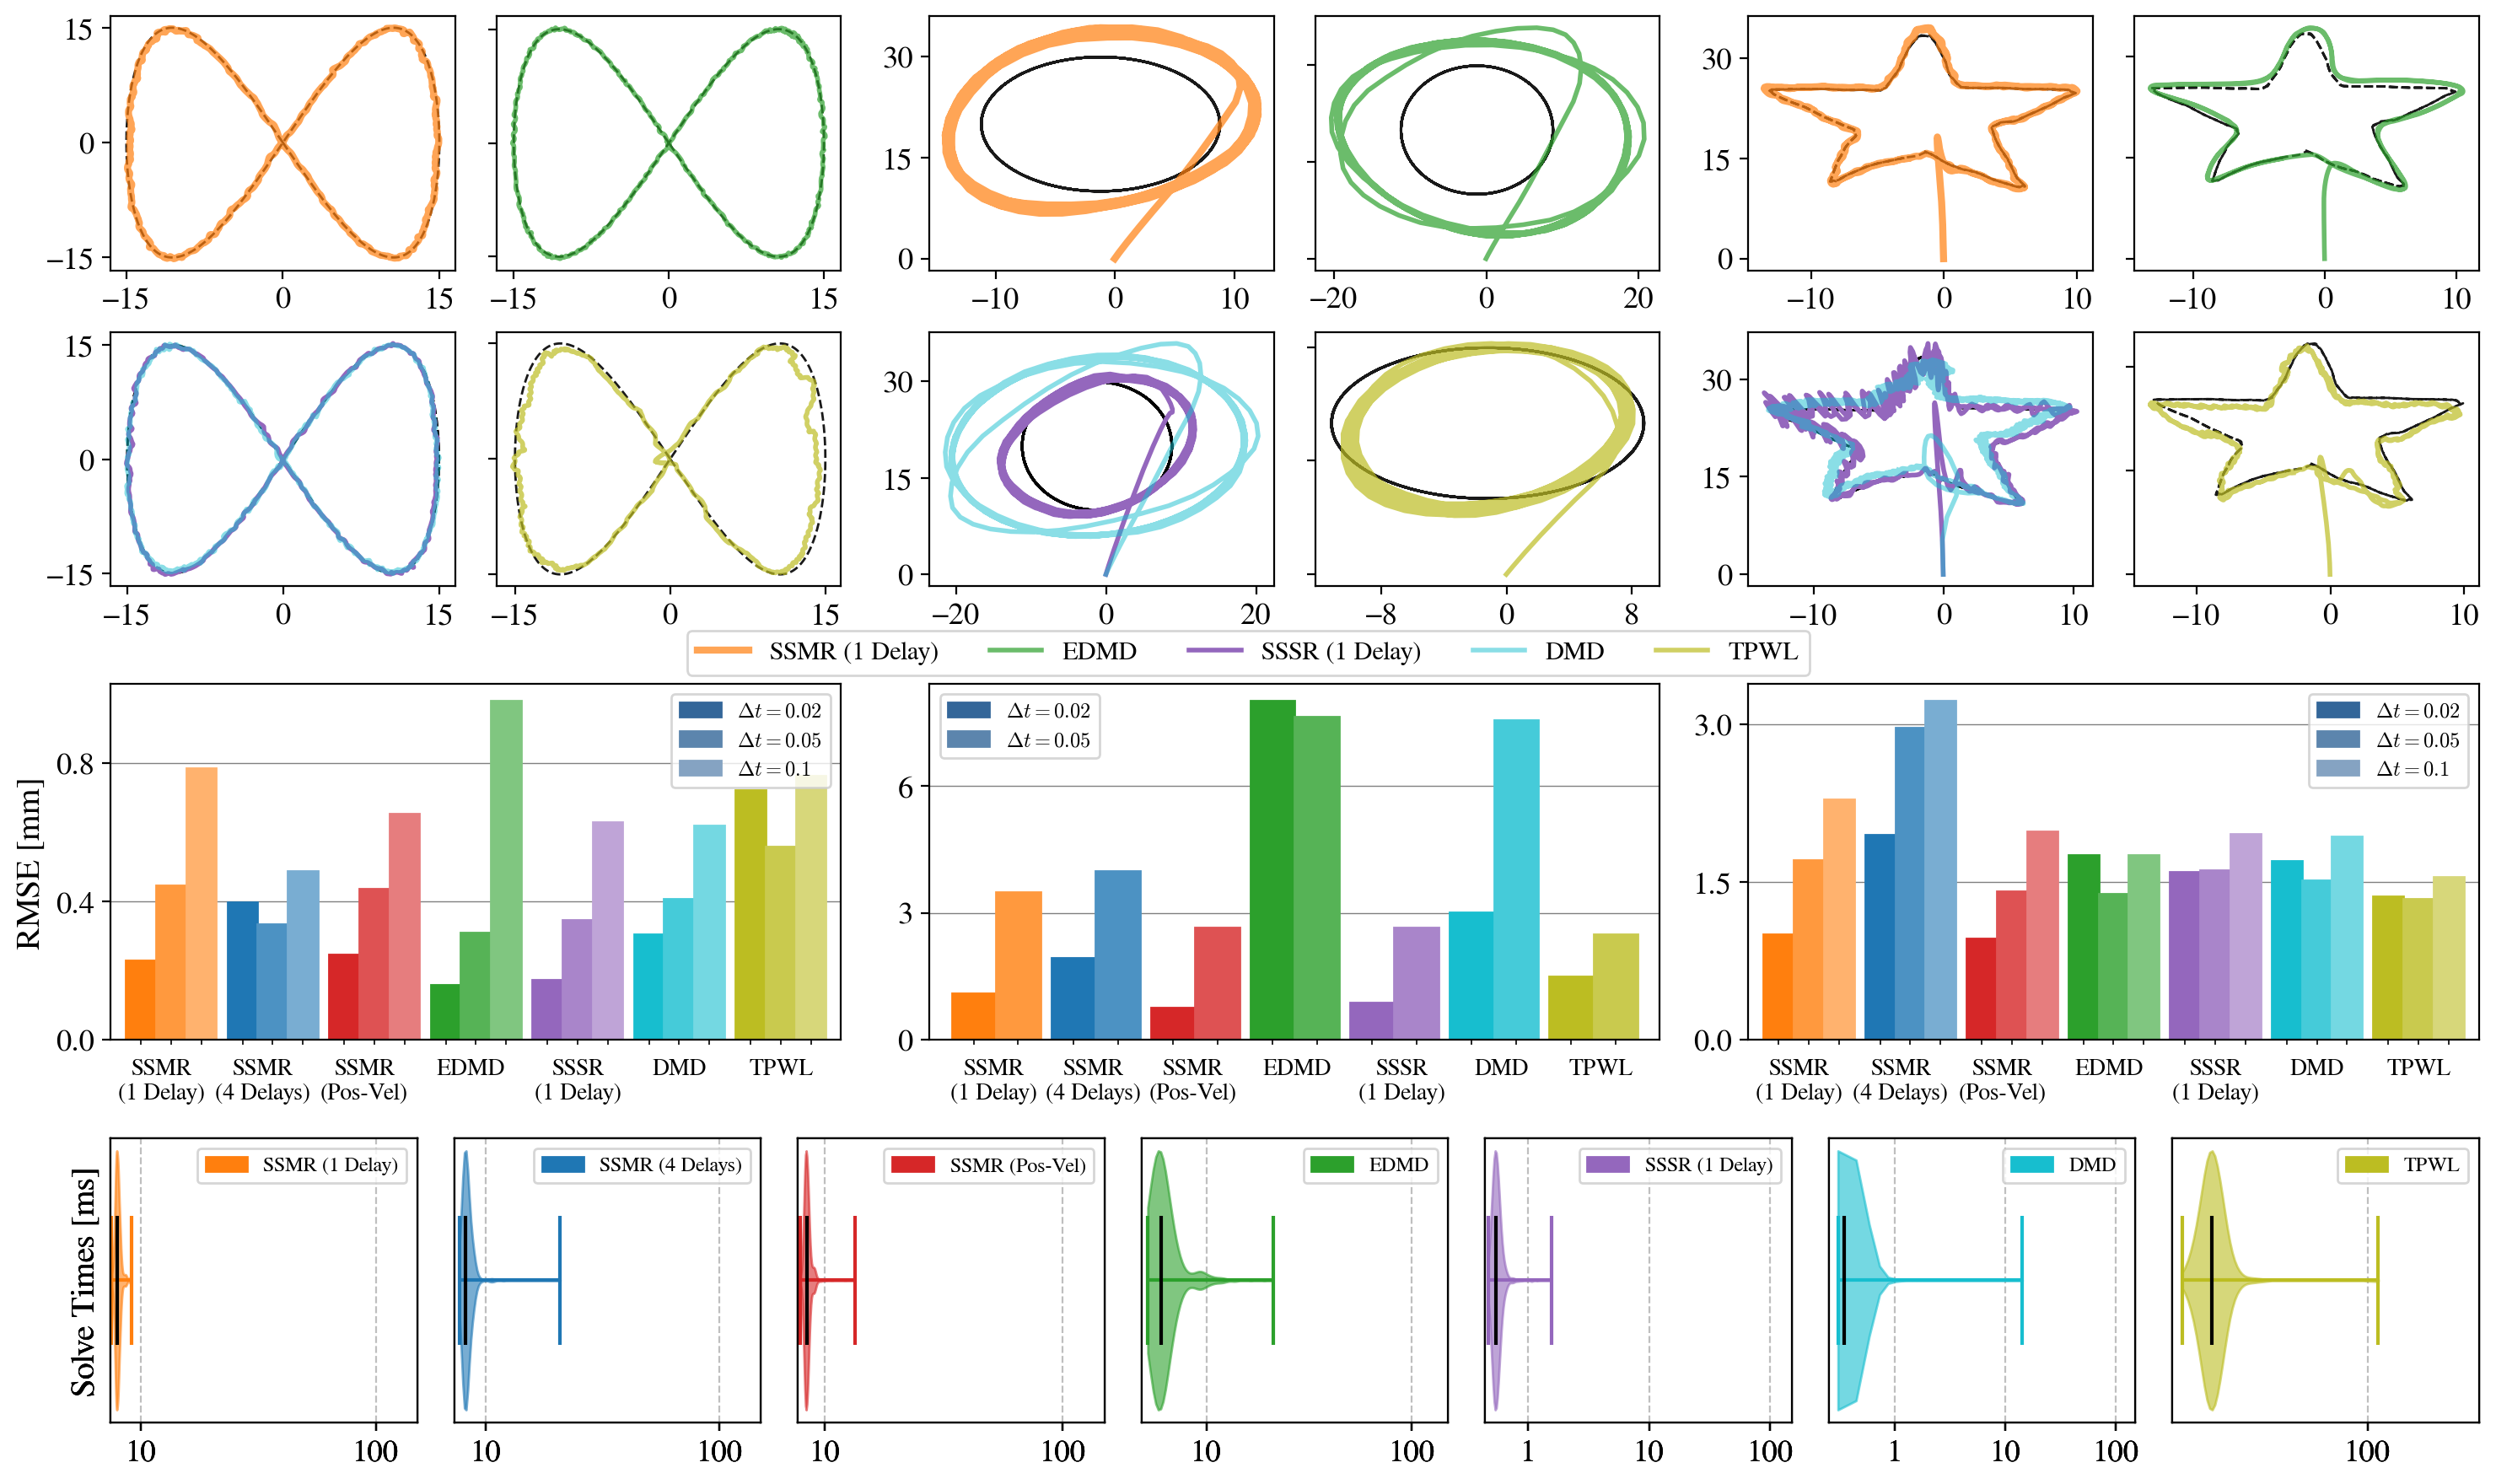 15
0
−15
−15 0 15
−15 0 15
30
15
0
−10 0 10
−20 0 20
30
15
0
−10 0 10
−10 0 10
15
0
−15
−15 0 15
−15 0 15
30
15
0
−20 0 20
−8 0 8
30
15
0
−10 0 10
−10 0 10
SSMR (1 Delay) EDMD SSSR (1 Delay) DMD TPWL
RMSE [mm]
0.8
0.4
0.0
Δt = 0.02
Δt = 0.05
Δt = 0.1
SSMR SSMR SSMR EDMD SSSR DMD TPWL
(1 Delay) (4 Delays) (Pos-Vel) (1 Delay)
6
3
0
Δt = 0.02
Δt = 0.05
SSMR SSMR SSMR EDMD SSSR DMD TPWL
(1 Delay) (4 Delays) (Pos-Vel) (1 Delay)
3.0
1.5
0.0
Δt = 0.02
Δt = 0.05
Δt = 0.1
SSMR SSMR SSMR EDMD SSSR DMD TPWL
(1 Delay) (4 Delays) (Pos-Vel) (1 Delay)
Solve Times [ms]
SSMR (1 Delay)
10 100
SSMR (4 Delays)
10 100
SSMR (Pos-Vel)
10 100
EDMD
10 100
SSSR (1 Delay)
1 10 100
DMD
1 10 100
TPWL
100